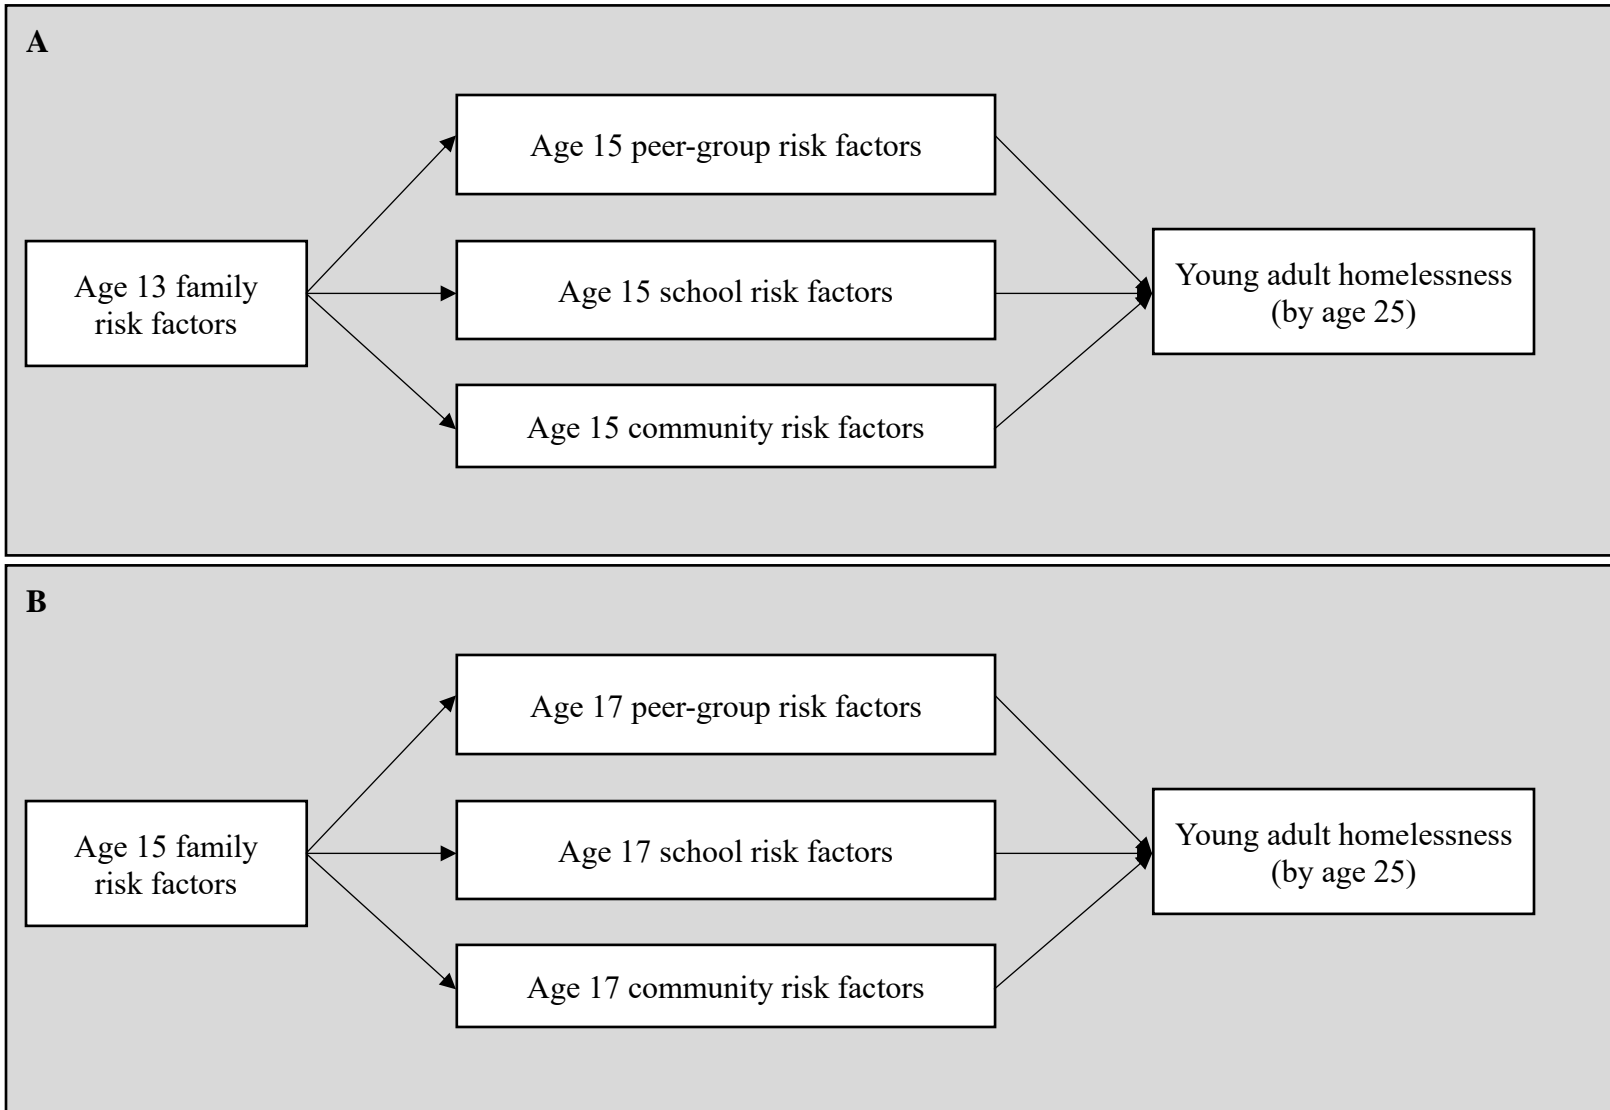 A
Age 15 peer-group risk factors
Age 13 family
risk factors
Age 15 school risk factors
Young adult homelessness
(by age 25)
Age 15 community risk factors
B
Age 17 peer-group risk factors
Age 15 family
risk factors
Age 17 school risk factors
Young adult homelessness
(by age 25)
Age 17 community risk factors